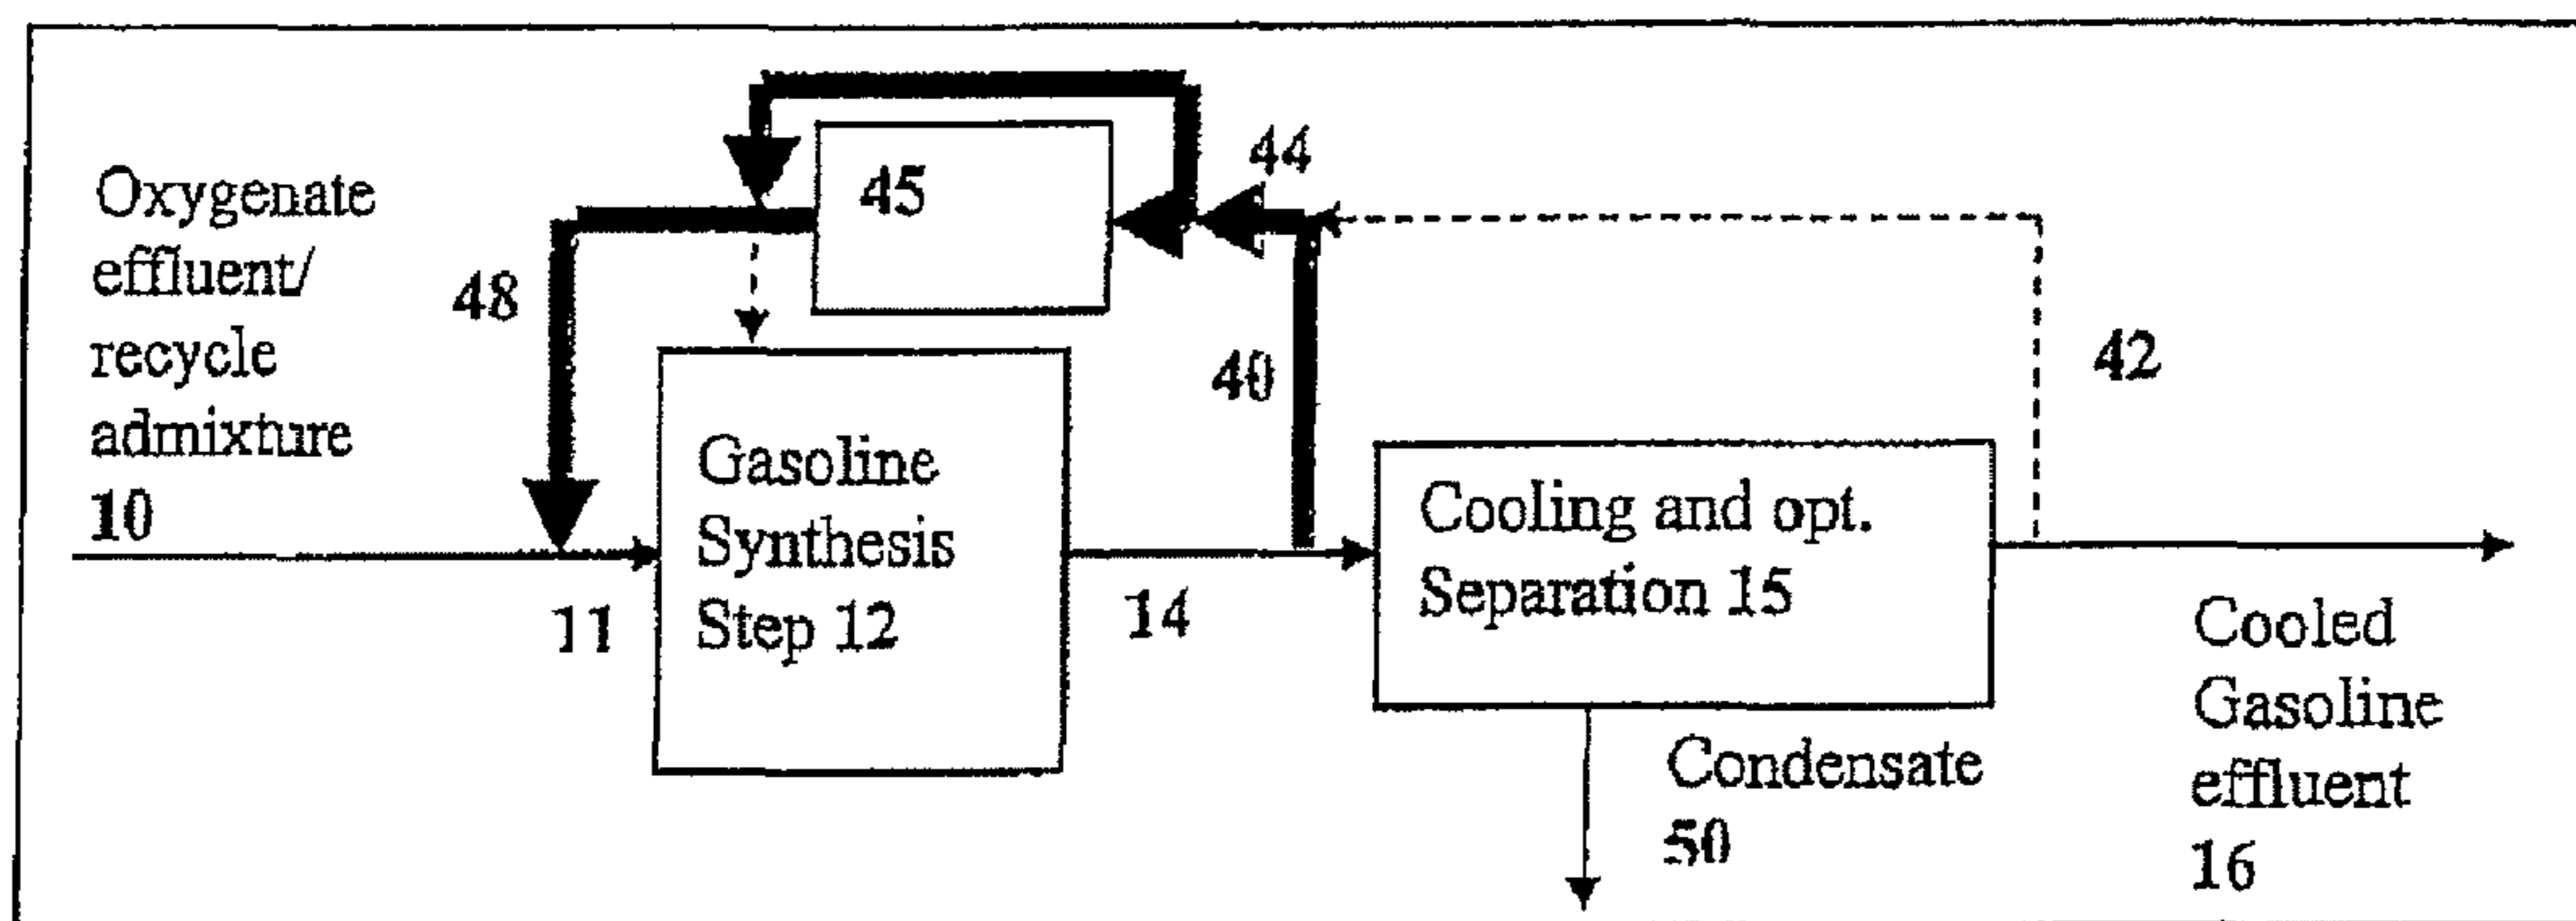 Oxygenate
effluent/
recycle
admixture
10
48
45
44
40
42
11
Gasoline
Synthesis
Step 12
14
Cooling and opt.
Separation 15
Condensate
50
Cooled
Gasoline
effluent
16